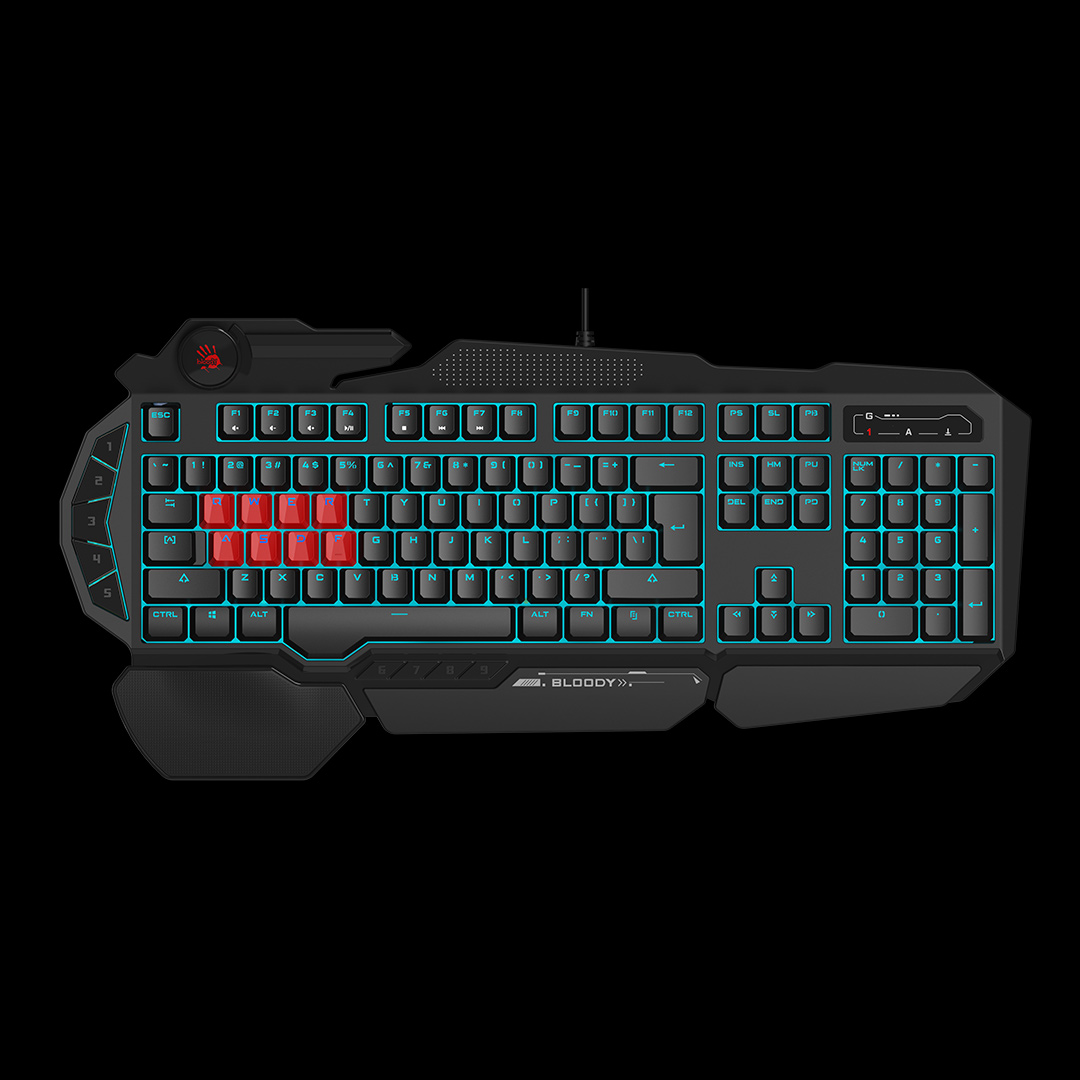 BLOODY
ESC F1 F2 F3 F4 F5 F6 F7 F8 F9 F10 F11 F12 PS SL PB G
1 A
` ~ 1 ! 2 @ 3 # 4 $ 5 % 6 ^ 7 & 8 * 9 ( 0 ) - _ = + INS HM PU NUM LK / * -
Q W E R T Y U I O P [ { ] } DEL END PD 7 8 9 +
[A] A S D F G H J K L ; : ' " \ | 4 5 6
Z X C V B N M , < . > / ? 1 2 3
CTRL ALT ALT FN CTRL 0 .
1
2
3
4
5
6 7 8 9
BLOODY